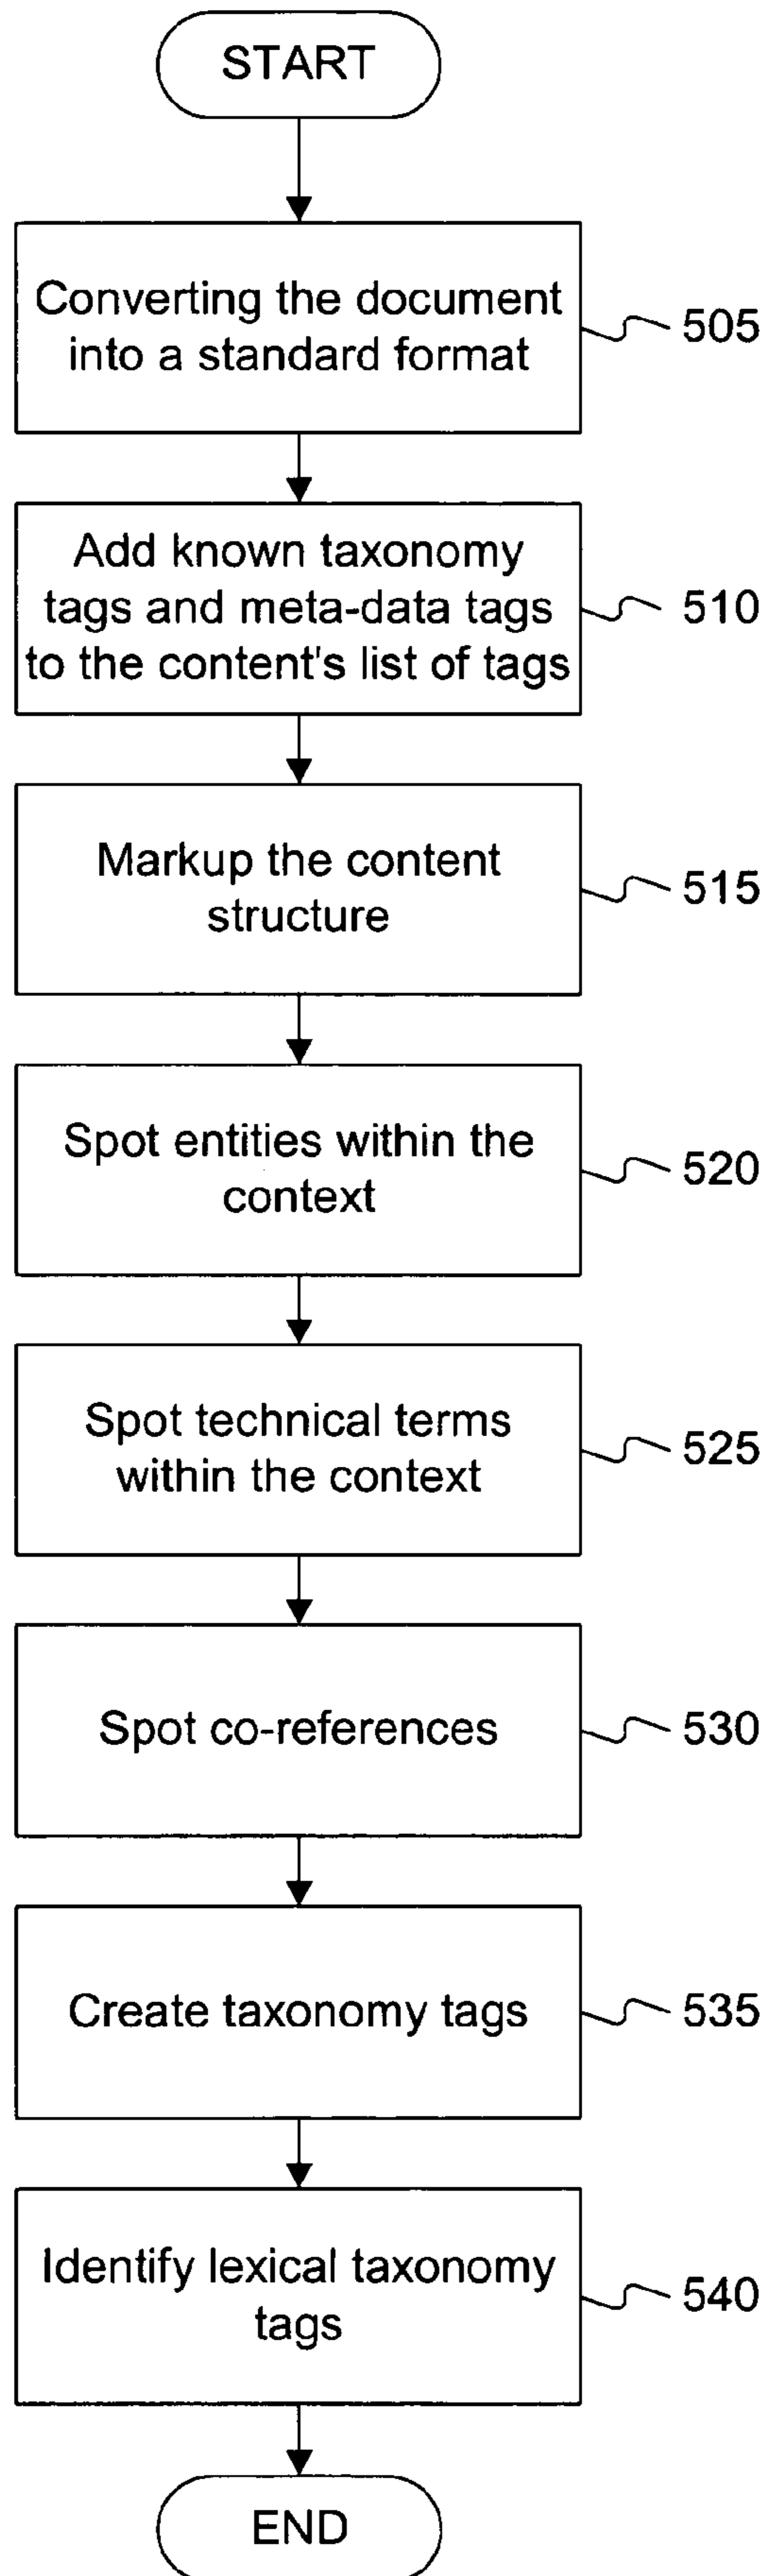 START
Converting the document
into a standard format
505
Add known taxonomy
tags and meta-data tags
to the content's list of tags
510
Markup the content
structure
515
Spot entities within the
context
520
Spot technical terms
within the context
525
Spot co-references
530
Create taxonomy tags
535
Identify lexical taxonomy
tags
540
END